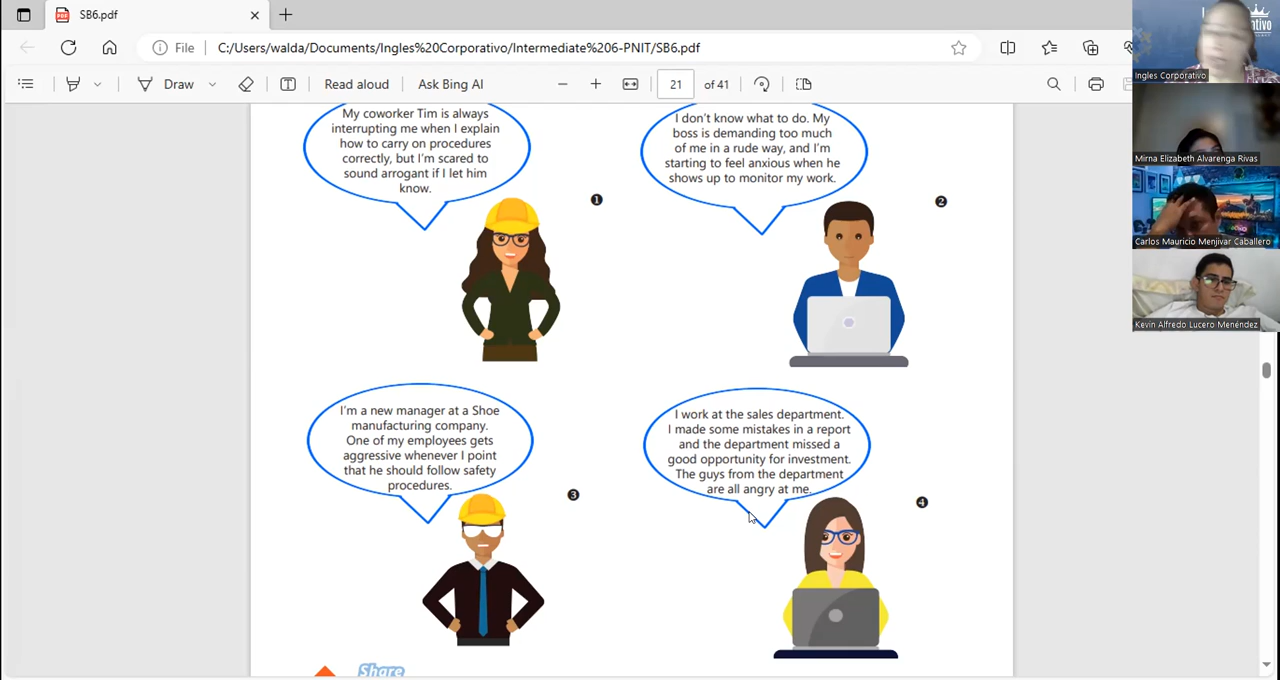 SB6.pdf
File
C:/Users/walda/Documents/Ingles%20Corporativo/Intermediate%206-PNIT/SB6.pdf
Draw
Read aloud
Ask Bing AI
21
of 41
My coworker Tim is always
interrupting me when I explain
how to carry on procedures
correctly, but I'm scared to
sound arrogant if I let him
know.
1
I don't know what to do. My
boss is demanding too much
of me in a rude way, and I'm
starting to feel anxious when he
shows up to monitor my work.
2
I'm a new manager at a Shoe
manufacturing company.
One of my employees gets
aggressive whenever I point
that he should follow safety
procedures.
3
I work at the sales department.
I made some mistakes in a report
and the department missed a
good opportunity for investment.
The guys from the department
are all angry at me.
4
Share
Ingles Corporativo
Mirna Elizabeth Alvarenga Rivas
Carlos Mauricio Menjivar Caballero
Kevin Alfredo Lucero Menéndez